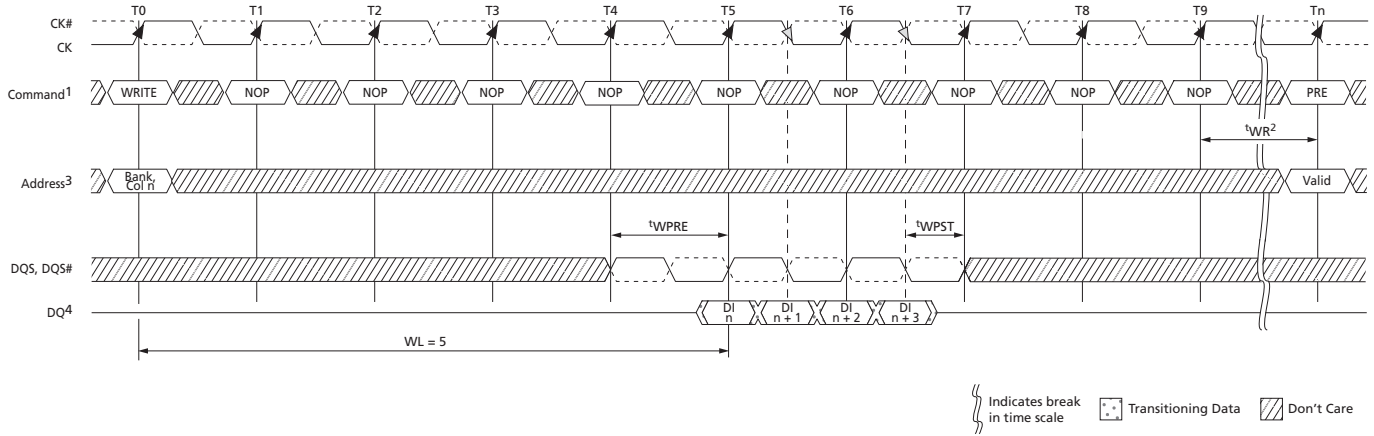 T0 T1 T2 T3 T4 T5 T6 T7 T8 T9 Tn
CK#
CK
Command1 WRITE NOP NOP NOP NOP NOP NOP NOP NOP NOP PRE
tWR2
Address3 Bank, Col n Valid
tWPRE tWPST
DQS, DQS#
DQ4 DI n DI n + 1 DI n + 2 DI n + 3
WL = 5
Indicates break
in time scale
Transitioning Data
Don't Care